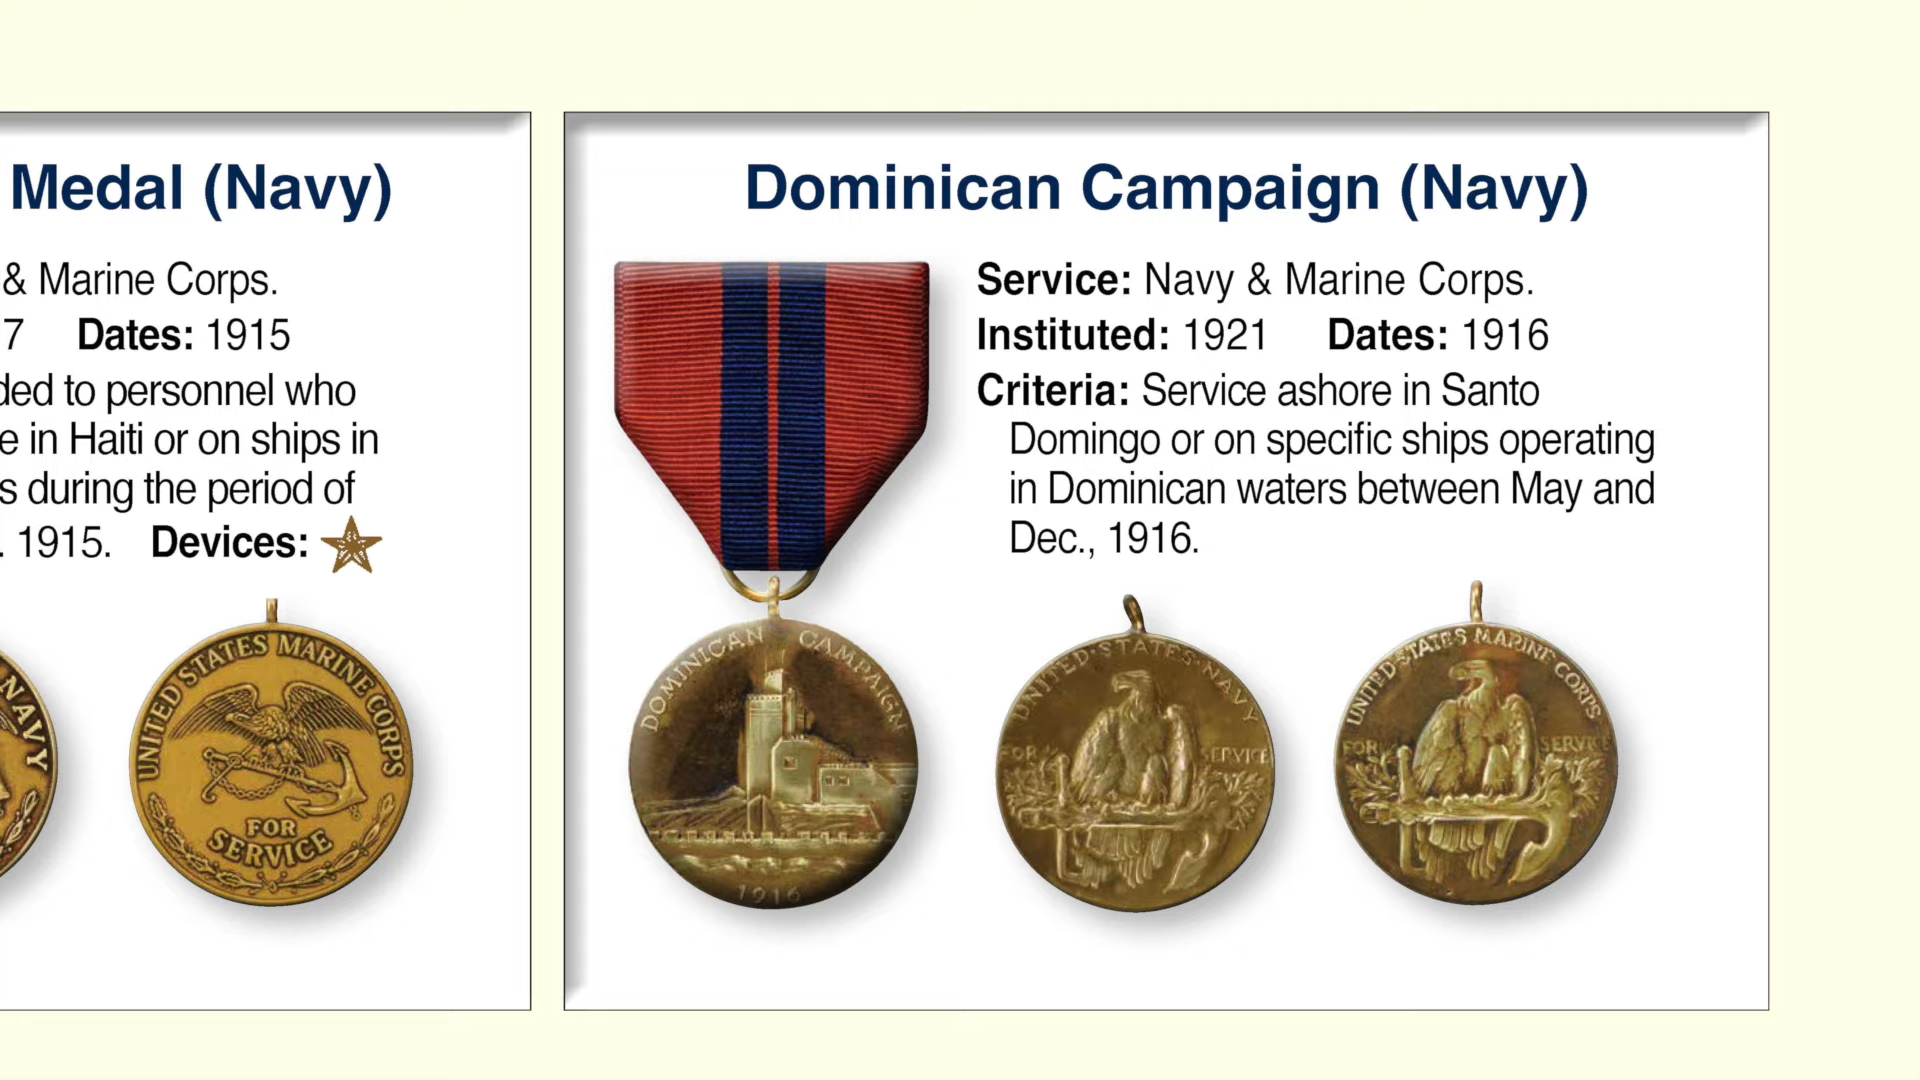 Medal (Navy)
& Marine Corps.
7 Dates: 1915
ded to personnel who
e in Haiti or on ships in
s during the period of
. 1915. Devices:
NAVY
UNITED STATES MARINE CORPS
FOR
SERVICE
Dominican Campaign (Navy)
Service: Navy & Marine Corps.
Instituted: 1921 Dates: 1916
Criteria: Service ashore in Santo
Domingo or on specific ships operating
in Dominican waters between May and
Dec., 1916.
DOMINICAN CAMPAIGN
1916
UNITED·STATES·NAVY
FOR SERVICE
UNITED STATES MARINE CORPS
FOR SERVICE